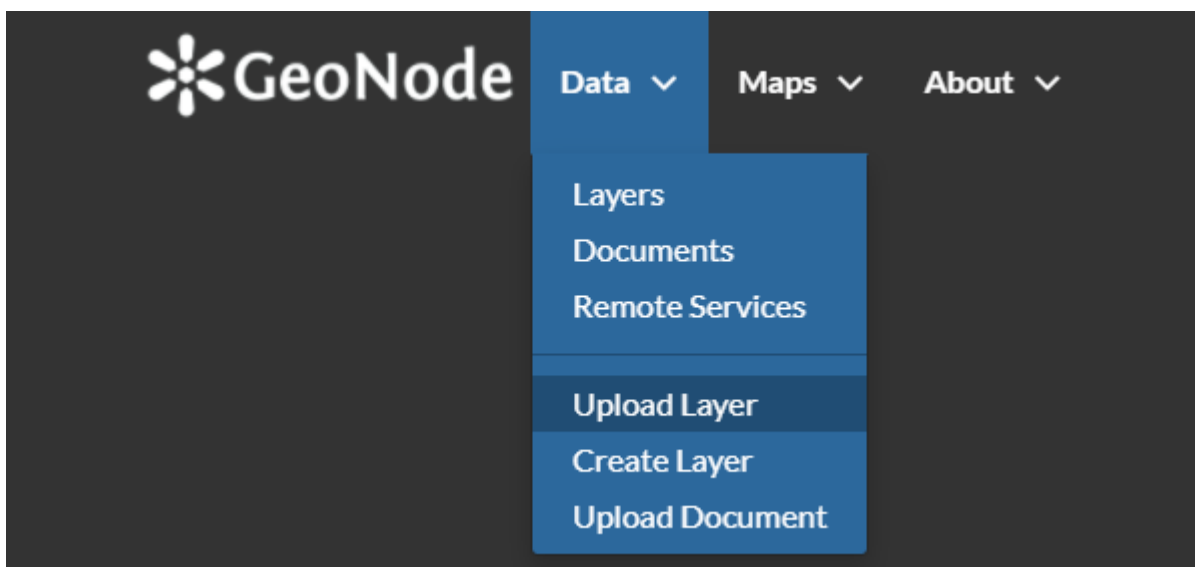 GeoNode Data Maps About
Layers
Documents
Remote Services
Upload Layer
Create Layer
Upload Document